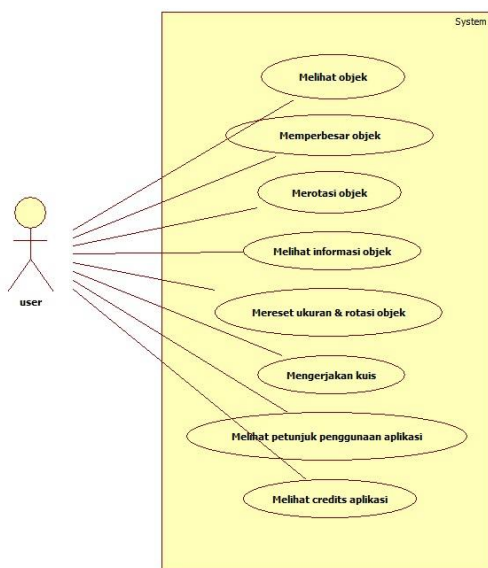 System
Melihat objek
Memperbesar objek
Merotasi objek
Melihat informasi objek
user
Mereset ukuran & rotasi objek
Mengerjakan kuis
Melihat petunjuk penggunaan aplikasi
Melihat credits aplikasi